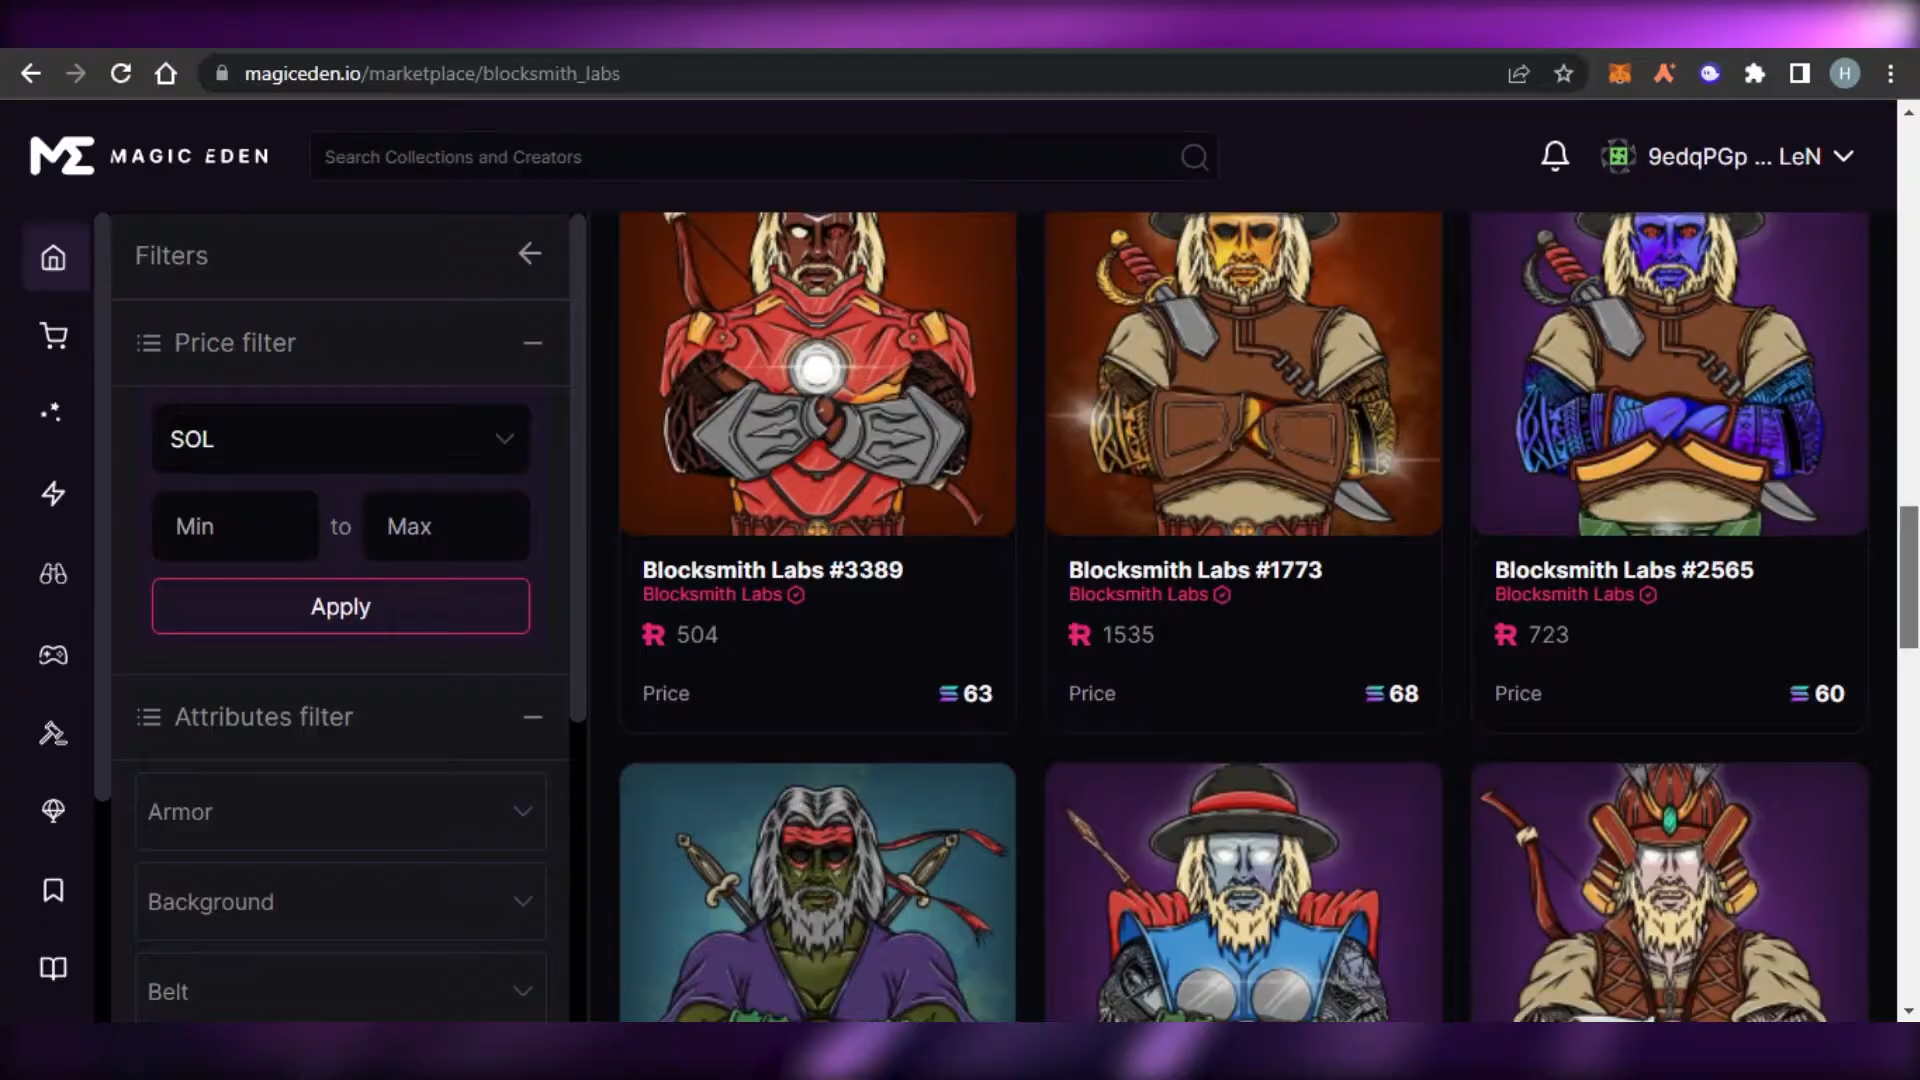 magiceden.io/marketplace/blocksmith_labs
H
MAGIC EDEN
Search Collections and Creators
9edqPGp ... LeN
Filters
Price filter
SOL
Min to Max
Apply
Attributes filter
Armor
Background
Belt
Blocksmith Labs #3389
Blocksmith Labs
504
Price 63
Blocksmith Labs #1773
Blocksmith Labs
1535
Price 68
Blocksmith Labs #2565
Blocksmith Labs
723
Price 60